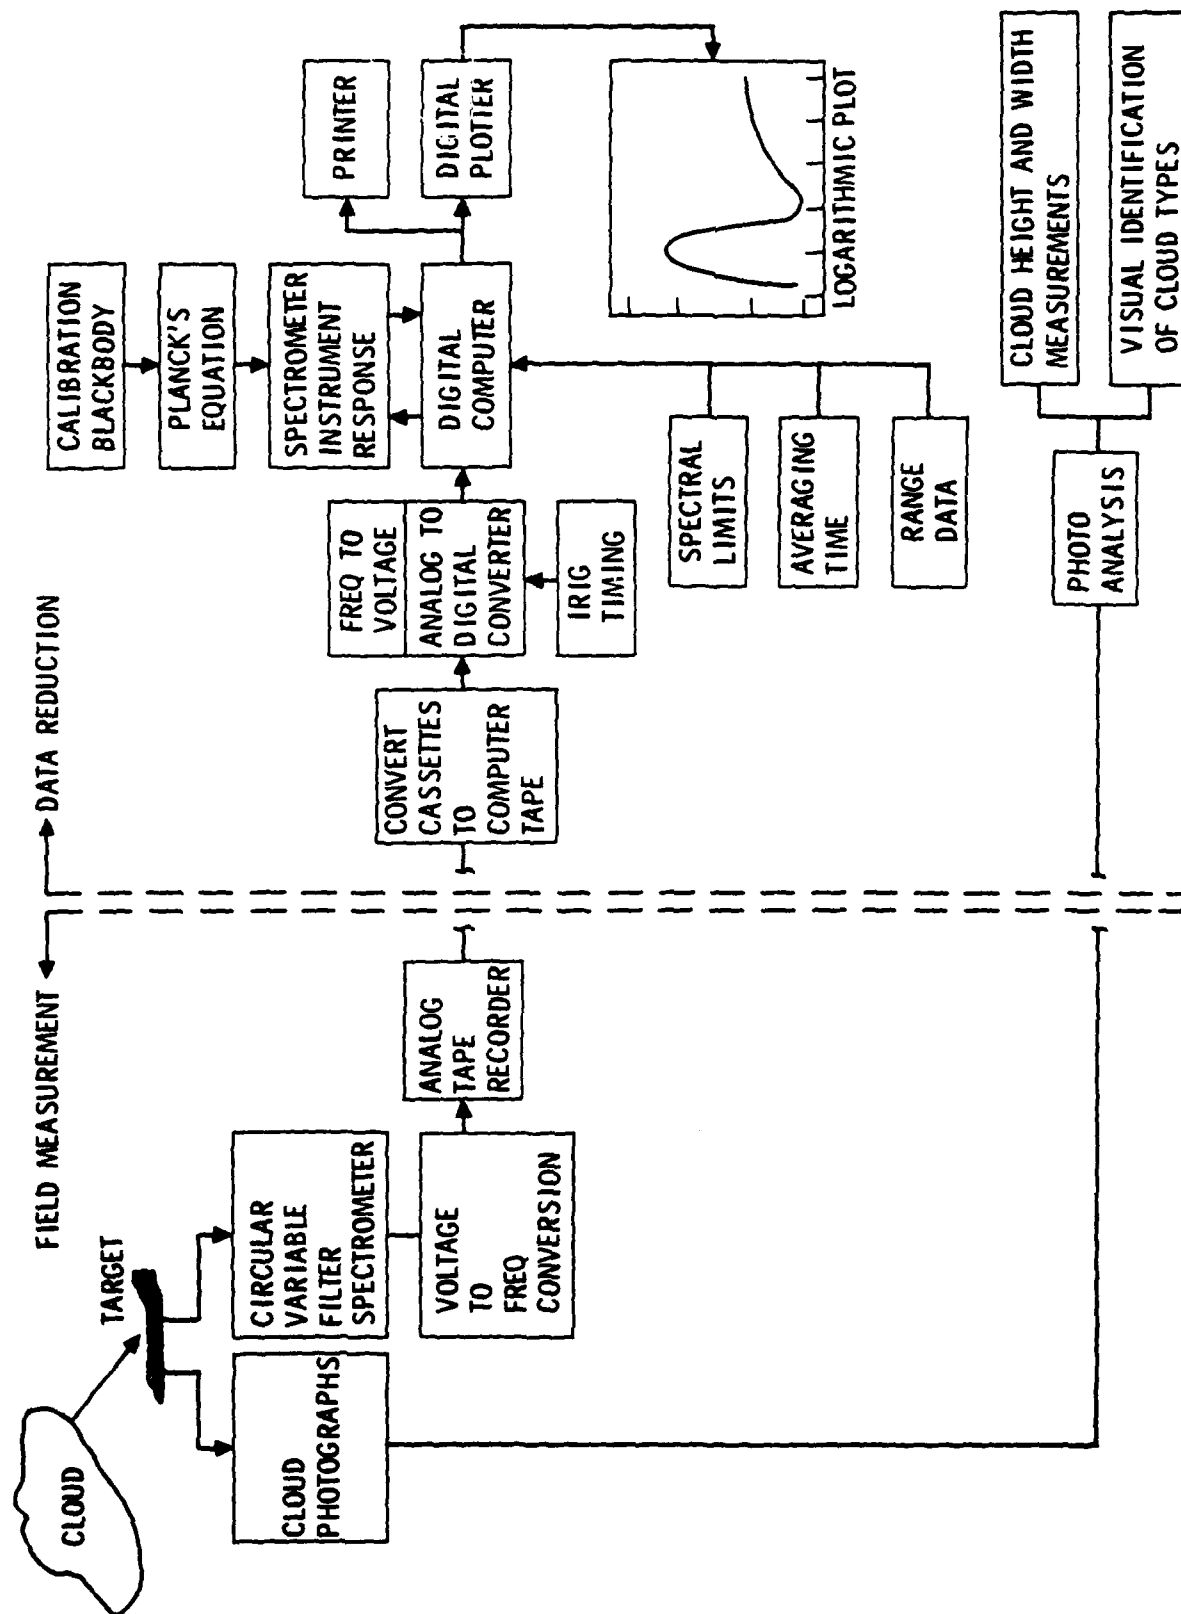 FIELD MEASUREMENT
DATA REDUCTION
CLOUD
TARGET
CLOUD
PHOTOGRAPHS
CIRCULAR
VARIABLE
FILTER
SPECTROMETER
VOLTAGE
TO
FREQ
CONVERSION
ANALOG
TAPE
RECORDER
CONVERT
CASSETTES
TO
COMPUTER
TAPE
FREQ TO
VOLTAGE
ANALOG TO
DIGITAL
CONVERTER
IRIG
TIMING
CALIBRATION
BLACKBODY
PLANCK'S
EQUATION
SPECTROMETER
INSTRUMENT
RESPONSE
DIGITAL
COMPUTER
PRINTER
DIGITAL
PLOTTER
LOGARITHMIC PLOT
SPECTRAL
LIMITS
AVERAGING
TIME
RANGE
DATA
PHOTO
ANALYSIS
CLOUD HEIGHT AND WIDTH
MEASUREMENTS
VISUAL IDENTIFICATION
OF CLOUD TYPES